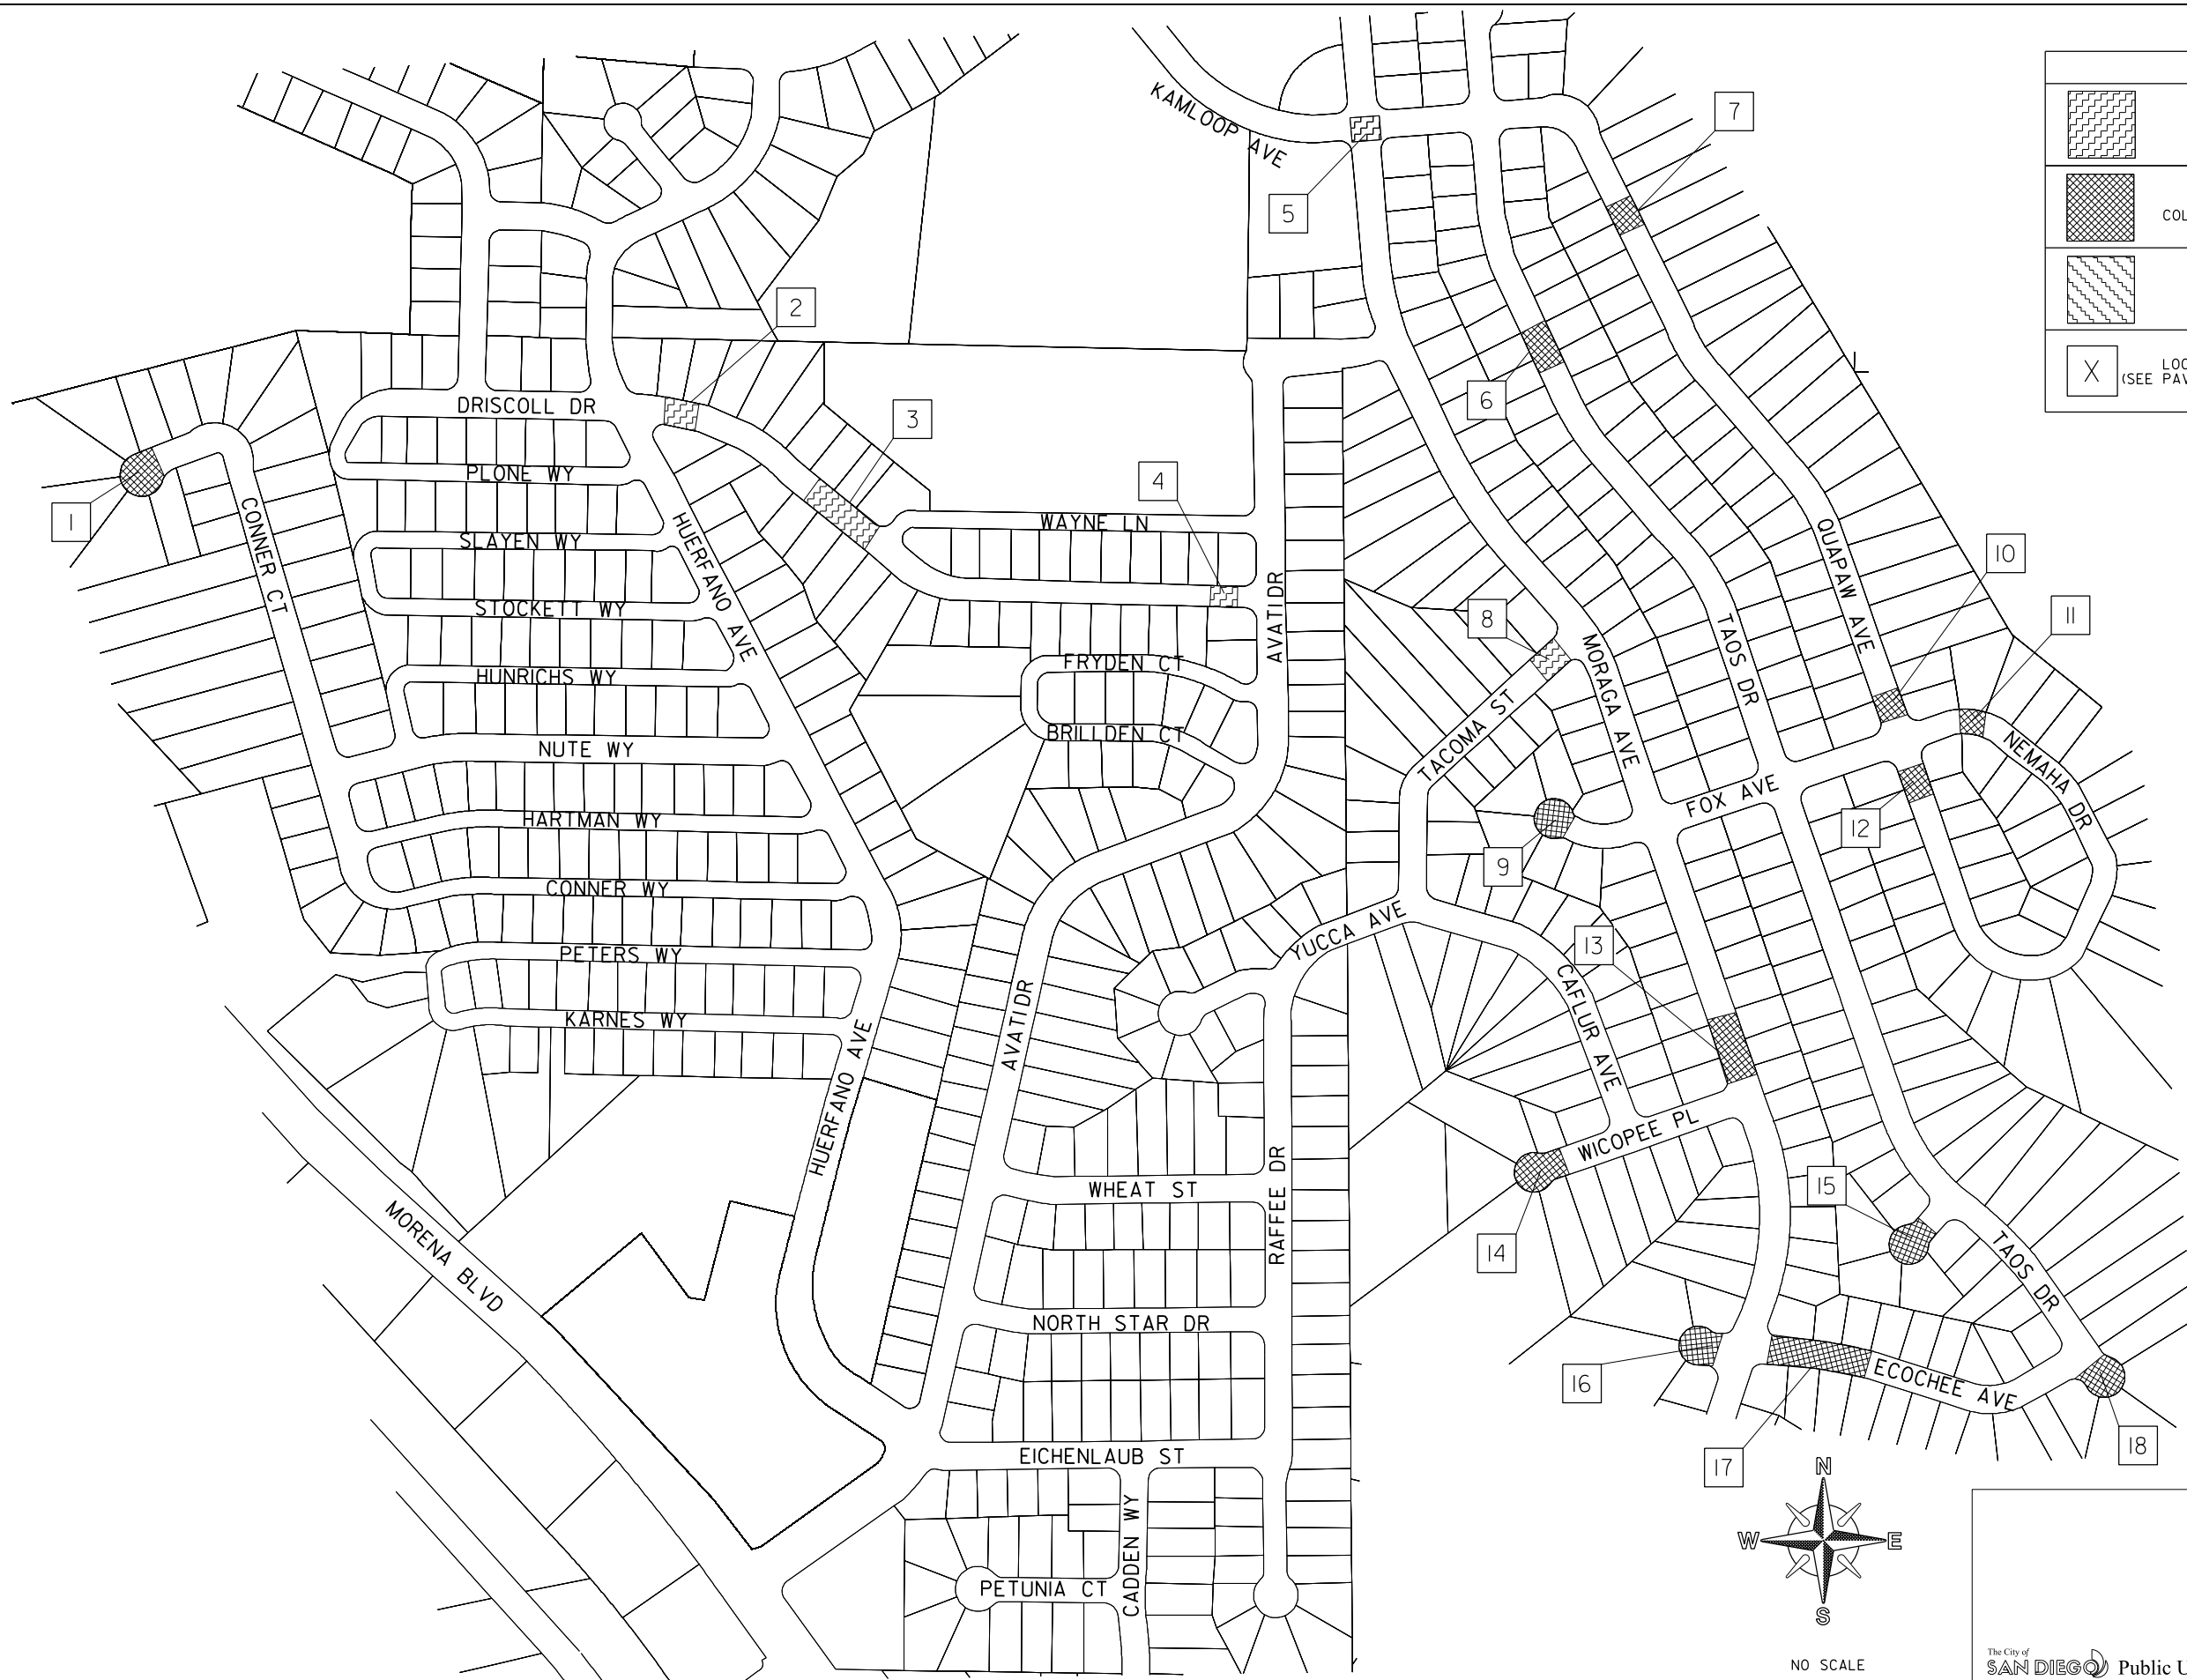 KAMLOOP AVE
7
5
COL
2
LOC
X (SEE PAV
6
DRISCOLL DR
3
PLONE WY
4
1
CONNER CT
WAYNE LN
HUERFANO AVE
SLAYEN WY
QUAPAW AVE
10
STOCKETT WY
AVATI DR
8
11
MORAGA AVE
TAOS DR
FRYDEN CT
HUNRICHS WY
TACOMA ST
BRILLDEN CT
NUTE WY
NEMAHA DR
FOX AVE
HARTMAN WY
12
9
CONNER WY
YUCCA AVE
13
PETERS WY
CAFLUR AVE
AVATI DR
KARNES WY
HUERFANO AVE
WICOPEE PL
RAFFEE DR
WHEAT ST
15
MORENA BLVD
14
TAOS DR
NORTH STAR DR
16
ECOCHEE AVE
EICHENLAUB ST
17
18
N
CADDEN WY
W E
PETUNIA CT
S
NO SCALE
The City of
SAN DIEGO Public U